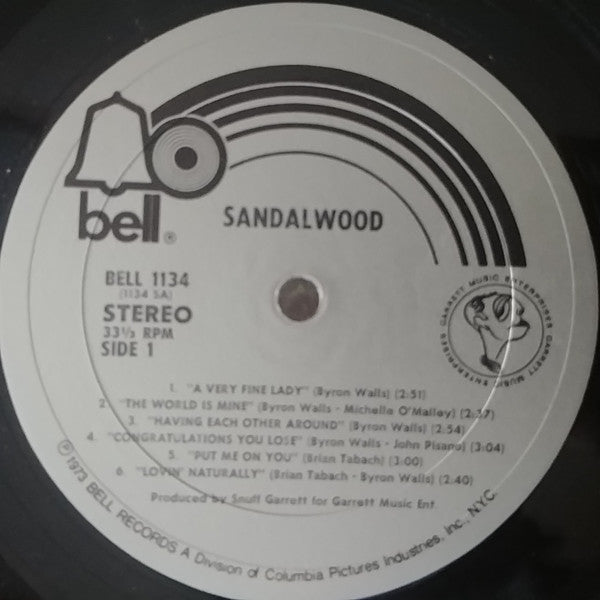 bell®
SANDALWOOD
BELL 1134
(1134 SA)
STEREO
33⅓ RPM
SIDE 1
GARRETT MUSIC ENTERPRISES GARRETT MUSIC ENTERPRISES
1. "A VERY FINE LADY" (Byron Walls) (2:51)
2. "THE WORLD IS MINE" (Byron Walls - Michelle O'Malley) (2:37)
3. "HAVING EACH OTHER AROUND" (Byron Walls) (2:54)
4. "CONGRATULATIONS YOU LOSE" (Byron Walls - John Pisano) (3:04)
5. "PUT ME ON YOU" (Brian Tabach) (3:00)
6. "LOVIN' NATURALLY" (Brian Tabach - Byron Walls) (2:40)
Produced by Snuff Garrett for Garrett Music Ent.
℗1973 BELL RECORDS A Division of Columbia Pictures Industries, Inc., N.Y.C.